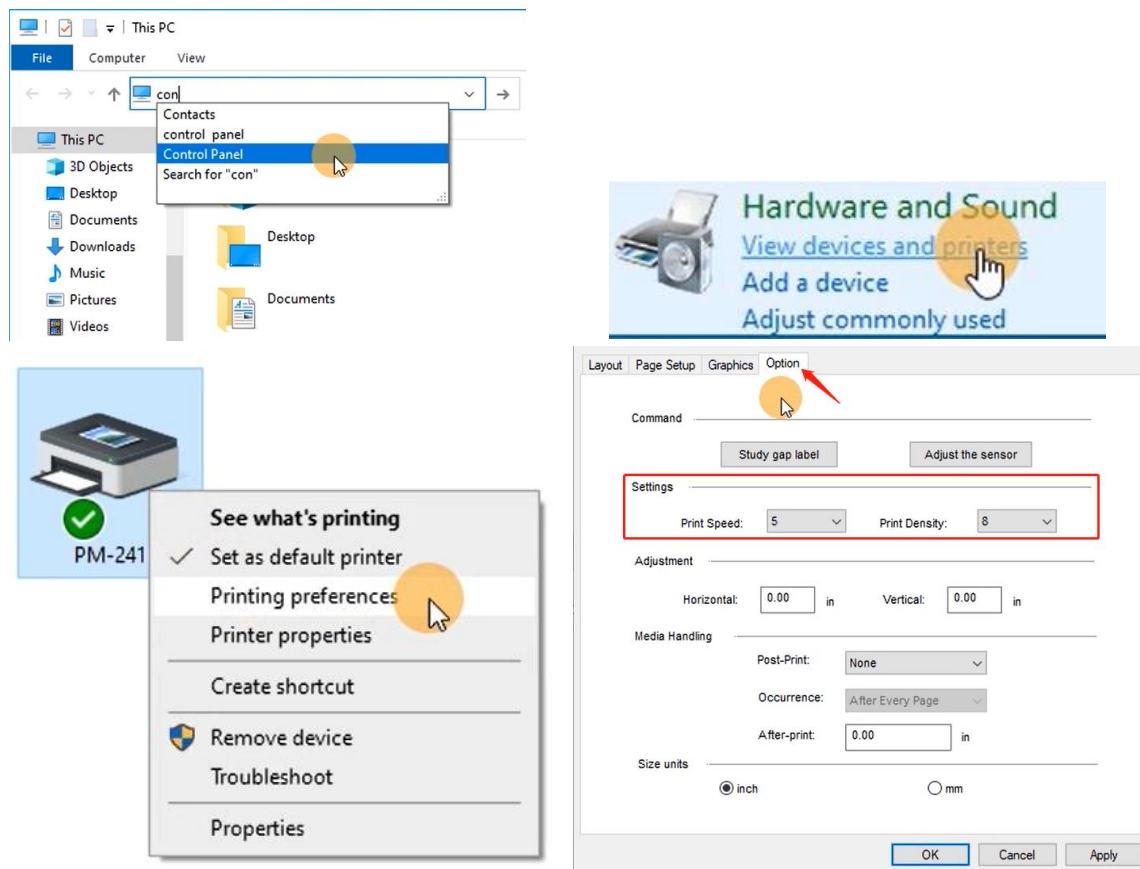 This PC
File Computer View
con
Contacts
control panel
Control Panel
Search for "con"
This PC
3D Objects
Desktop
Documents
Downloads
Music
Pictures
Videos
Desktop
Documents
Hardware and Sound
View devices and printers
Add a device
Adjust commonly used
PM-241
See what's printing
Set as default printer
Printing preferences
Printer properties
Create shortcut
Remove device
Troubleshoot
Properties
Layout Page Setup Graphics Option
Command
Study gap label Adjust the sensor
Settings
Print Speed: 5 Print Density: 8
Adjustment
Horizontal: 0.00 in Vertical: 0.00 in
Media Handling
Post-Print: None
Occurrence: After Every Page
After-print: 0.00 in
Size units
inch mm
OK Cancel Apply